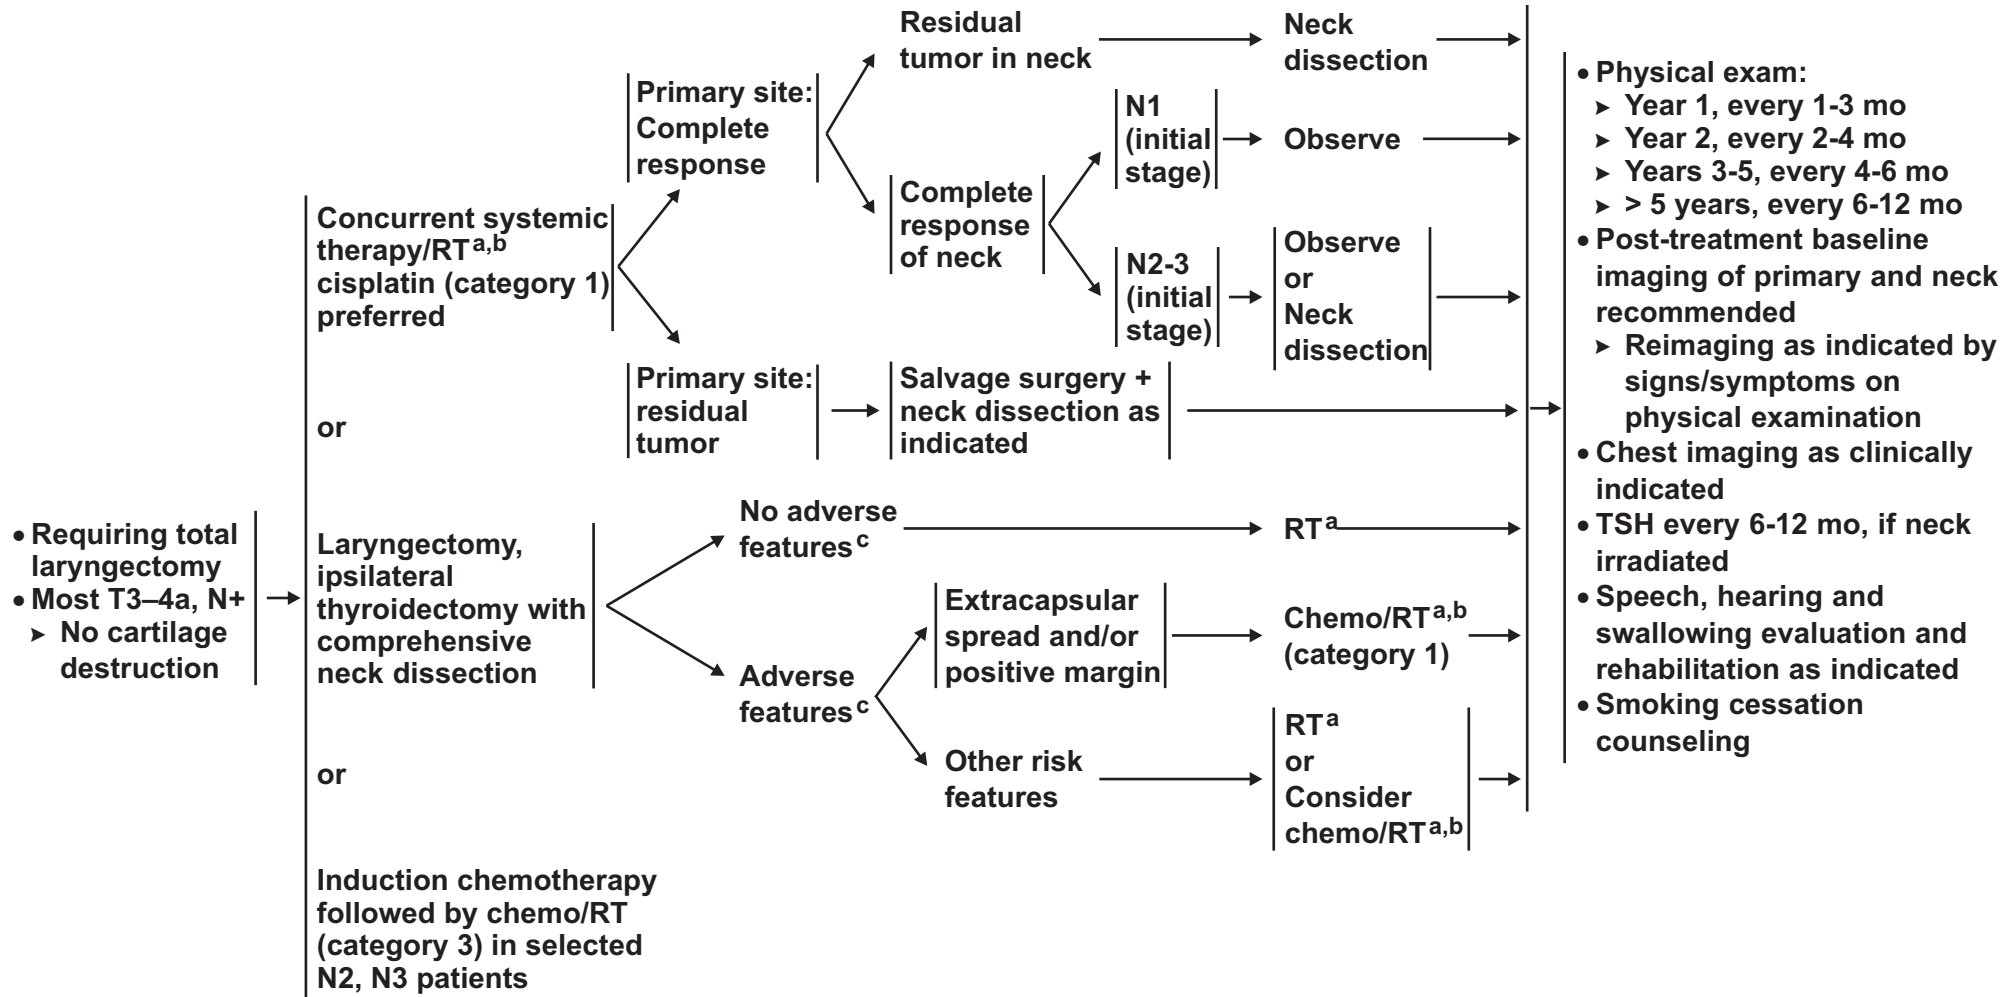 • Requiring total
laryngectomy
• Most T3–4a, N+
➤ No cartilage
destruction
Concurrent systemic
therapy/RTa,b
cisplatin (category 1)
preferred
or
Laryngectomy,
ipsilateral
thyroidectomy with
comprehensive
neck dissection
or
Induction chemotherapy
followed by chemo/RT
(category 3) in selected
N2, N3 patients
Primary site:
Complete
response
Primary site:
residual
tumor
Residual
tumor in neck
Complete
response
of neck
N1
(initial
stage)
N2-3
(initial
stage)
Neck
dissection
Observe
Observe
or
Neck
dissection
Salvage surgery +
neck dissection as
indicated
No adverse
featuresc
Adverse
featuresc
Extracapsular
spread and/or
positive margin
Other risk
features
RTa
Chemo/RTa,b
(category 1)
RTa
or
Consider
chemo/RTa,b
• Physical exam:
➤ Year 1, every 1-3 mo
➤ Year 2, every 2-4 mo
➤ Years 3-5, every 4-6 mo
➤ > 5 years, every 6-12 mo
• Post-treatment baseline
imaging of primary and neck
recommended
➤ Reimaging as indicated by
signs/symptoms on
physical examination
• Chest imaging as clinically
indicated
• TSH every 6-12 mo, if neck
irradiated
• Speech, hearing and
swallowing evaluation and
rehabilitation as indicated
• Smoking cessation
counseling